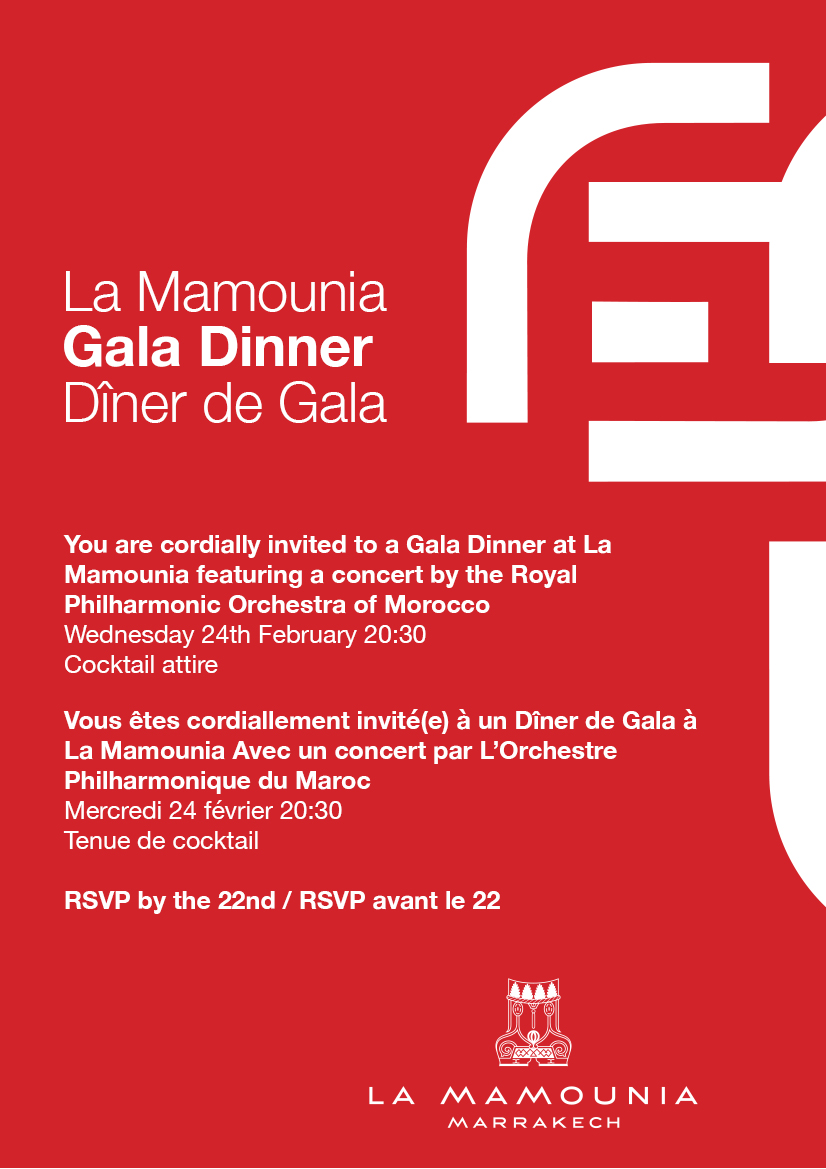 La Mamounia
Gala Dinner
Dîner de Gala
You are cordially invited to a Gala Dinner at La
Mamounia featuring a concert by the Royal
Philharmonic Orchestra of Morocco
Wednesday 24th February 20:30
Cocktail attire
Vous êtes cordiallement invité(e) à un Dîner de Gala à
La Mamounia Avec un concert par L’Orchestre
Philharmonique du Maroc
Mercredi 24 février 20:30
Tenue de cocktail
RSVP by the 22nd / RSVP avant le 22
LA MAMOUNIA
MARRAKECH